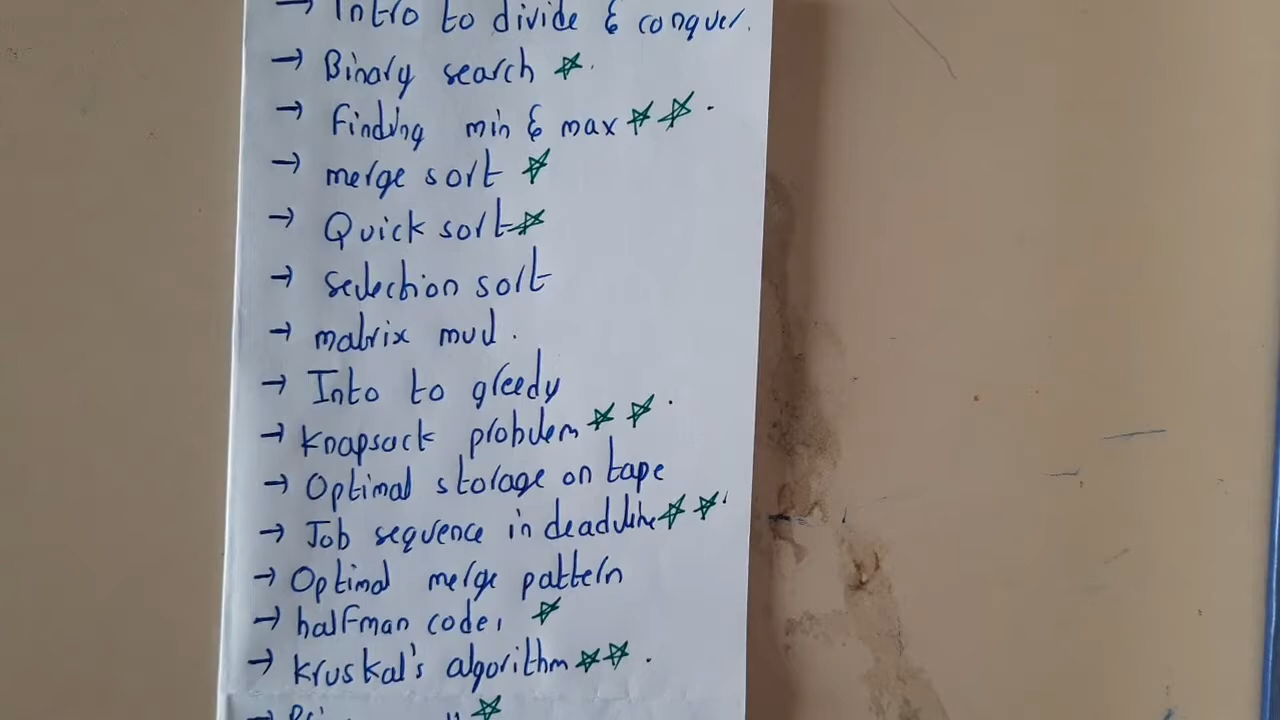 → Intro to divide & conquer.
→ Binary search ☆.
→ Finding min & max ☆ ☆.
→ merge sort ☆
→ Quick sort ☆
→ selection sort
→ matrix mul.
→ Into to greedy
→ Knapsack problem ☆ ☆.
→ Optimal storage on tape
→ Job sequence in deadline ☆ ☆
→ Optimal merge pattern
→ halfman code, ☆
→ Kruskal's algorithm ☆ ☆.